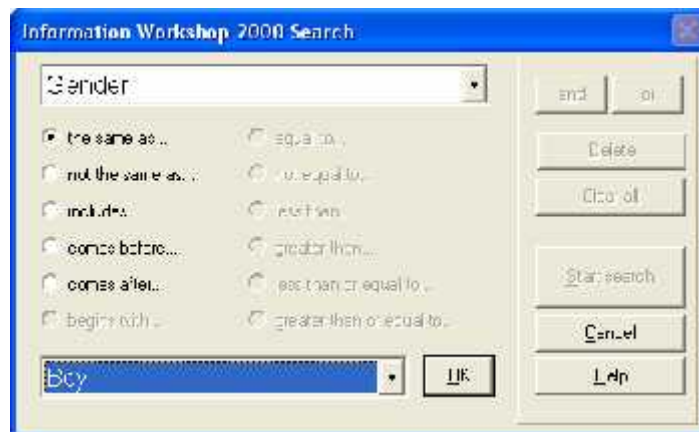 Information Workshop 2000 Search
Gender
and or
the same as... equal to...
Delete
not the same as... not equal to...
Clear all
includes... less than...
comes before... greater than...
comes after... less than or equal to...
Start search
begins with... greater than or equal to...
Cancel
Boy OK Help